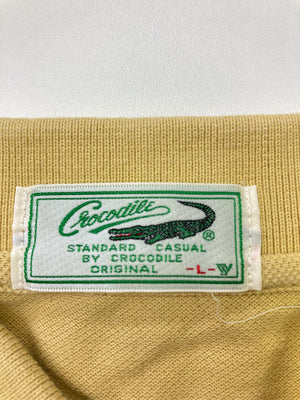 Crocodile ®
STANDARD CASUAL
BY CROCODILE
ORIGINAL -L-